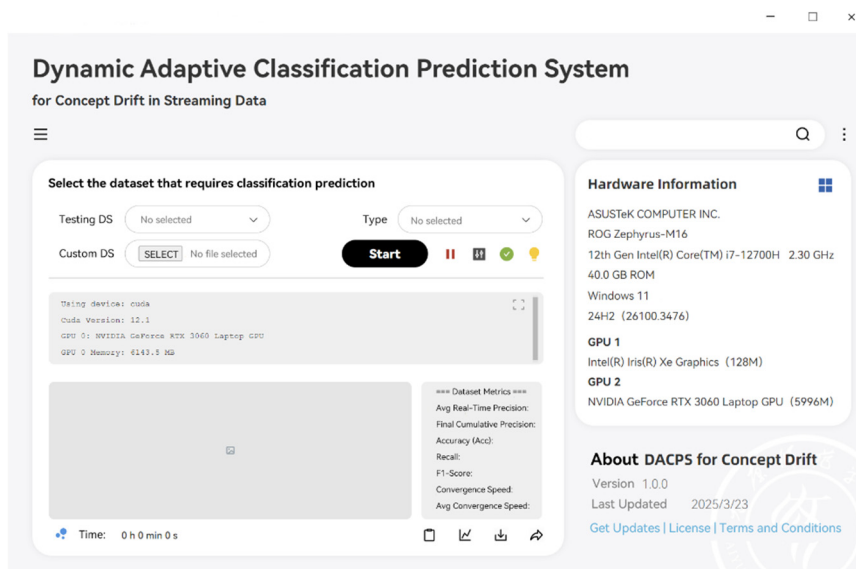 Dynamic Adaptive Classification Prediction System
for Concept Drift in Streaming Data
Select the dataset that requires classification prediction
Testing DS No selected Type No selected
Custom DS SELECT No file selected Start
Using device: cuda
Cuda Version: 12.1
GPU 0: NVIDIA GeForce RTX 3060 Laptop GPU
GPU 0 Memory: 6143.5 MB
=== Dataset Metrics ===
Avg Real-Time Precision:
Final Cumulative Precision:
Accuracy (Acc):
Recall:
F1-Score:
Convergence Speed:
Avg Convergence Speed:
Time: 0 h 0 min 0 s
Hardware Information
ASUSTeK COMPUTER INC.
ROG Zephyrus-M16
12th Gen Intel(R) Core(TM) i7-12700H 2.30 GHz
40.0 GB ROM
Windows 11
24H2 (26100.3476)
GPU 1
Intel(R) Iris(R) Xe Graphics (128M)
GPU 2
NVIDIA GeForce RTX 3060 Laptop GPU (5996M)
About DACPS for Concept Drift
Version 1.0.0
Last Updated 2025/3/23
Get Updates | License | Terms and Conditions